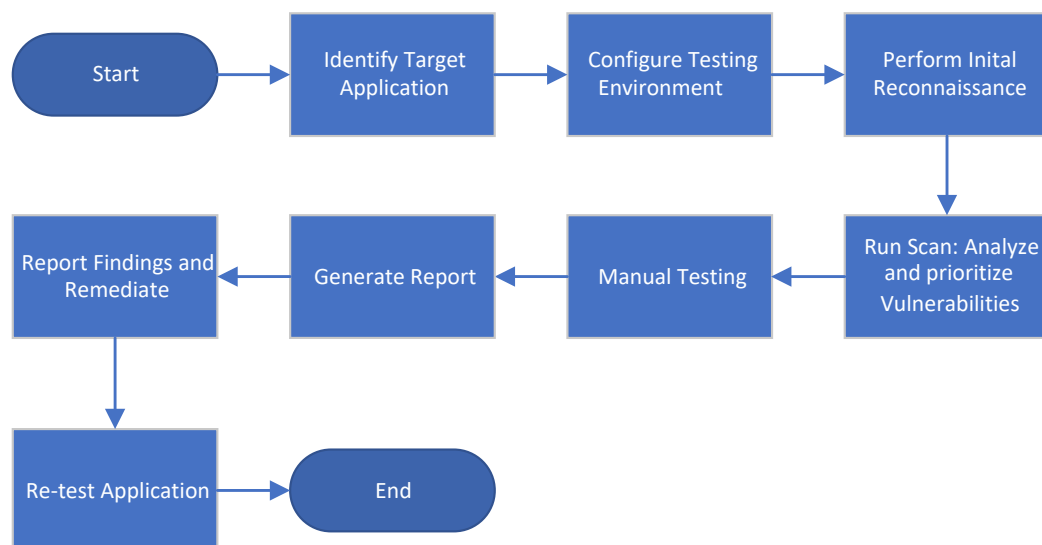 Start
Identify Target
Application
Configure Testing
Environment
Perform Inital
Reconnaissance
Run Scan: Analyze
and prioritize
Vulnerabilities
Manual Testing
Generate Report
Report Findings and
Remediate
Re-test Application
End